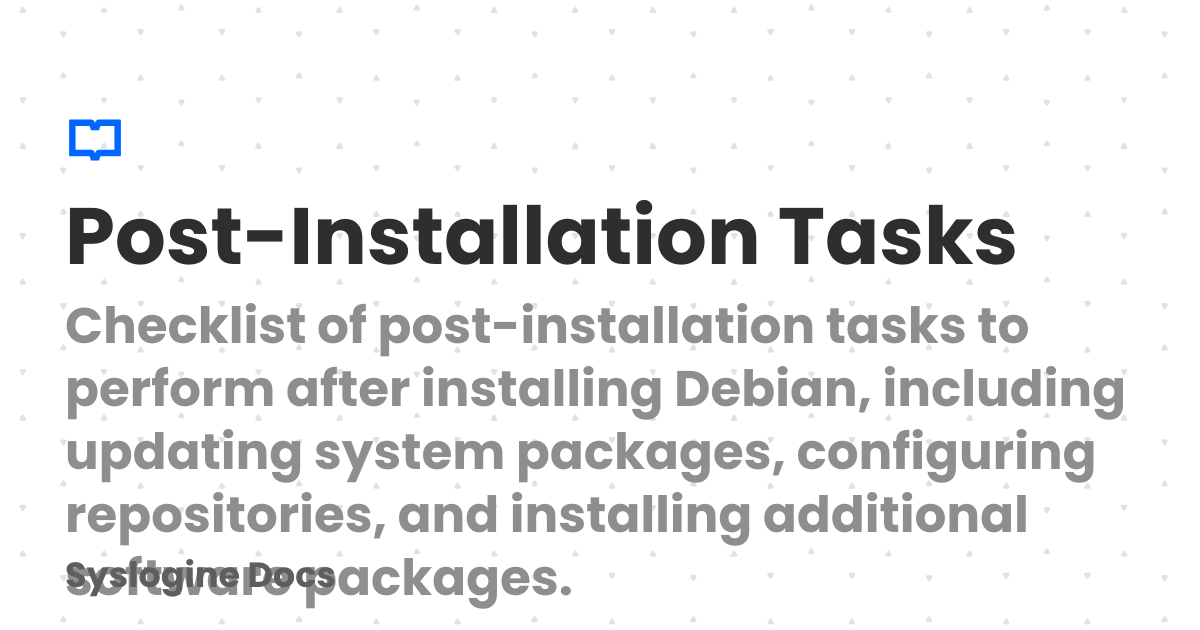 Post-Installation Tasks
Checklist of post-installation tasks to
perform after installing Debian, including
updating system packages, configuring
repositories, and installing additional
software packages.
Syslogine Docs